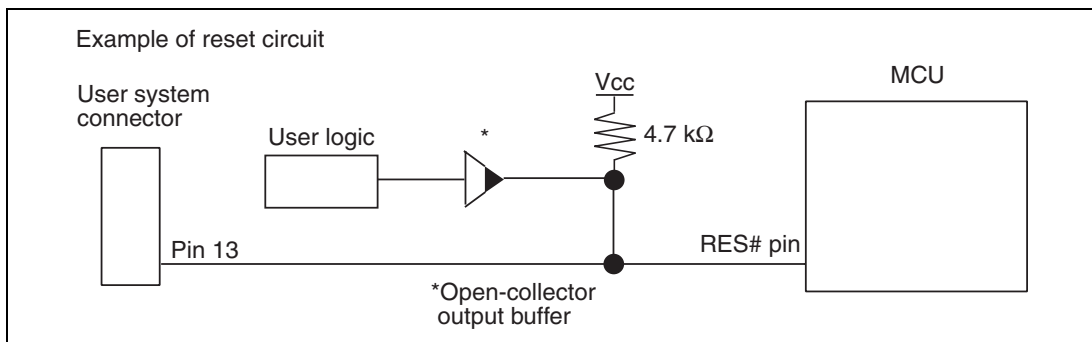 Example of reset circuit
User system
connector
User logic
*
Vcc
4.7 kΩ
MCU
Pin 13
RES# pin
*Open-collector
output buffer